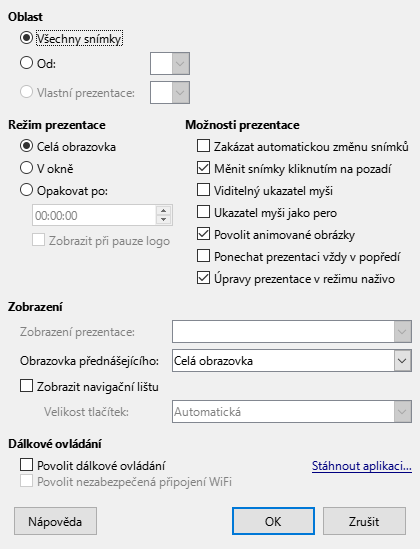 Oblast
Všechny snímky
Od:
Vlastní prezentace:
Režim prezentace
Celá obrazovka
V okně
Opakovat po:
00:00:00
Zobrazit při pauze logo
Možnosti prezentace
Zakázat automatickou změnu snímků
Měnit snímky kliknutím na pozadí
Viditelný ukazatel myši
Ukazatel myši jako pero
Povolit animované obrázky
Ponechat prezentaci vždy v popředí
Úpravy prezentace v režimu naživo
Zobrazení
Zobrazení prezentace:
Obrazovka přednášejícího: Celá obrazovka
Zobrazit navigační lištu
Velikost tlačítek: Automatická
Dálkové ovládání
Povolit dálkové ovládání Stáhnout aplikaci...
Povolit nezabezpečená připojení WiFi
Nápověda OK Zrušit